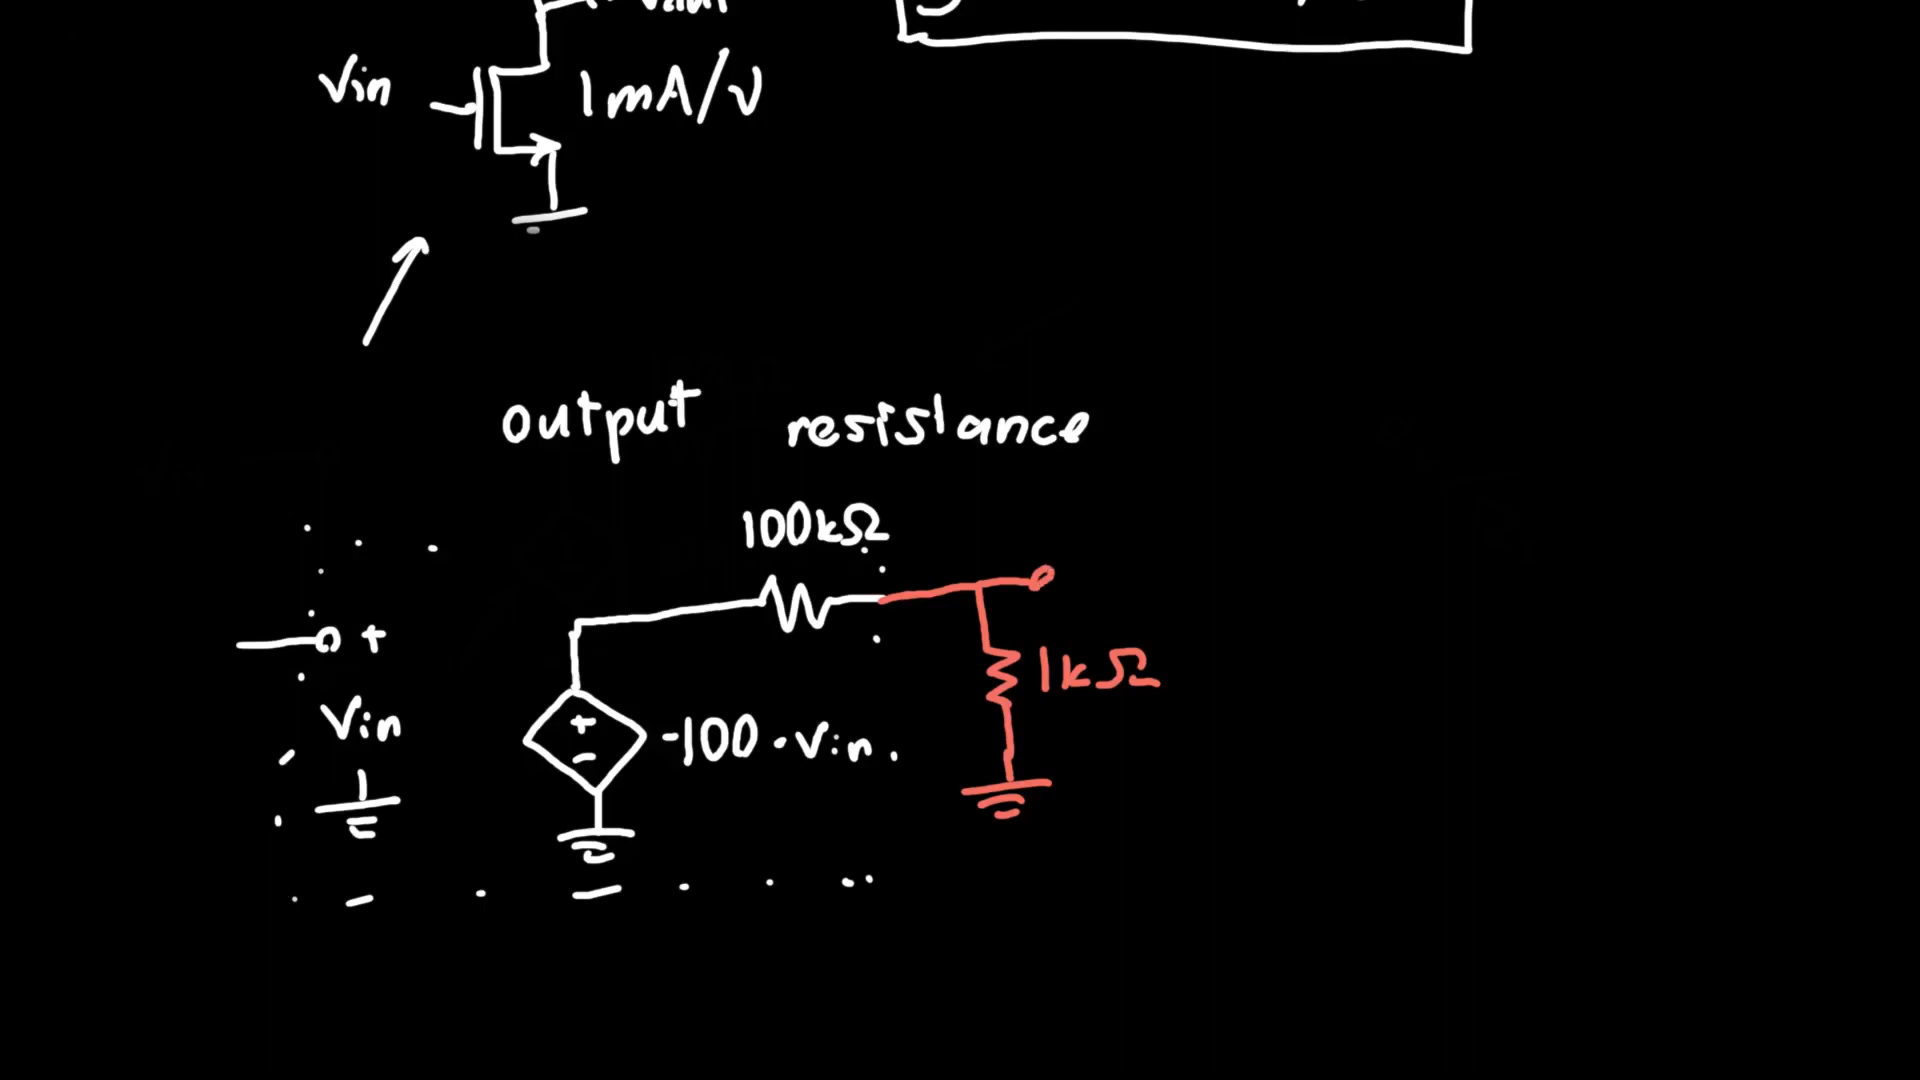 Vin
1mA/V
output resistance
100kΩ
+
Vin
+
-
-100・Vin.
1kΩ